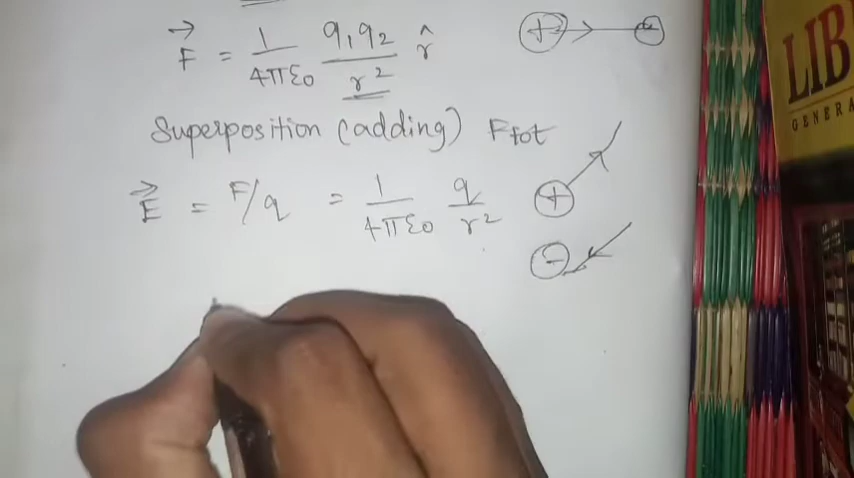 F⃗ = 1/4πε0 q1q2/r² r̂
+ -
Superposition (adding) Ftot
E⃗ = F/q = 1/4πε0 q/r²
+
-
LIB
GENERA